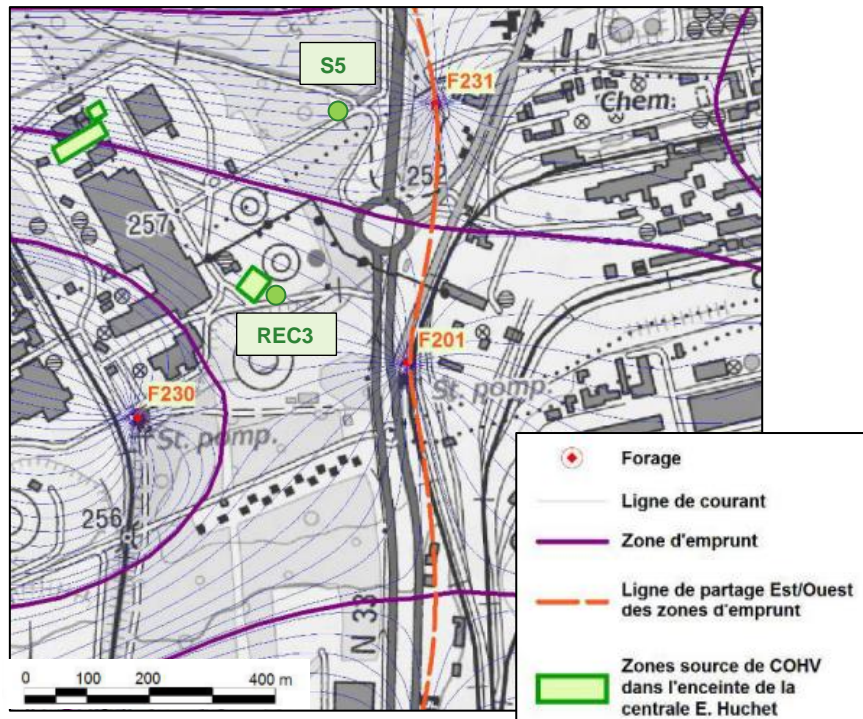 S5
F231
Chem.
252
257
REC3
F201
St. pomp.
F230
St. pomp.
256
N 33
0 100 200 400 m
Forage
Ligne de courant
Zone d'emprunt
Ligne de partage Est/Ouest
des zones d'emprunt
Zones source de COHV
dans l'enceinte de la
centrale E. Huchet